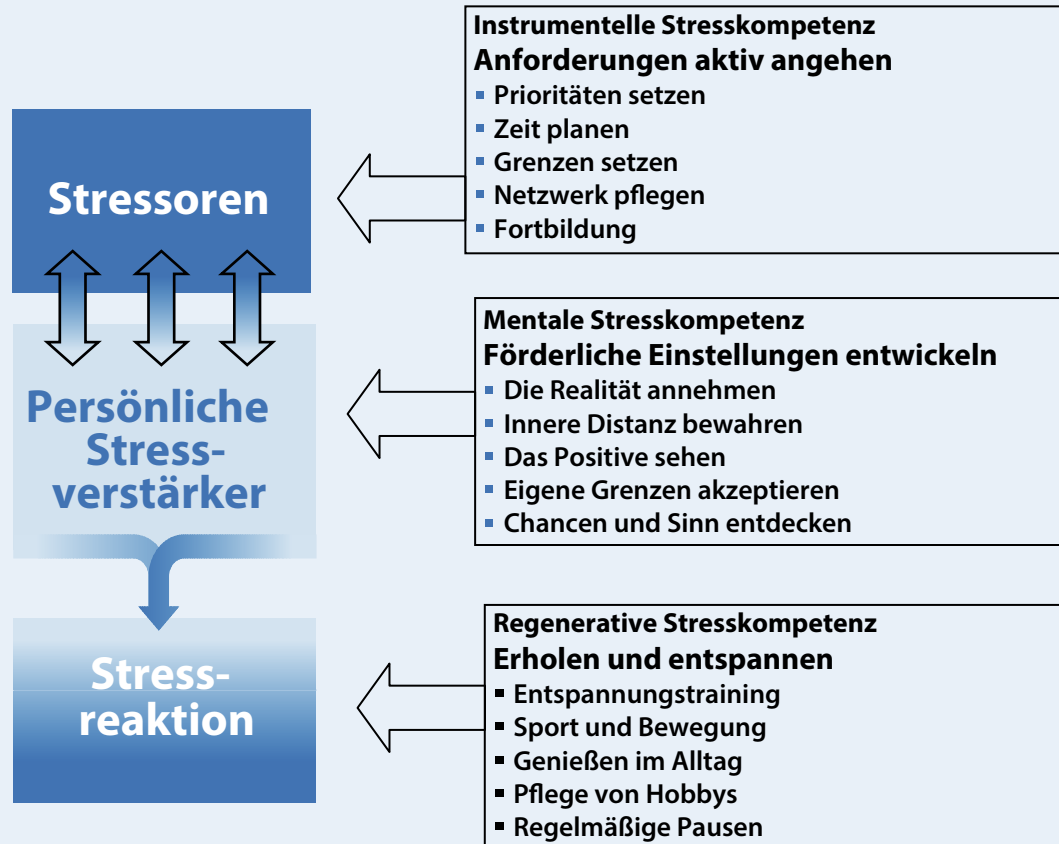 Instrumentelle Stresskompetenz
Anforderungen aktiv angehen
▪ Prioritäten setzen
▪ Zeit planen
▪ Grenzen setzen
▪ Netzwerk pflegen
▪ Fortbildung
Stressoren
Mentale Stresskompetenz
Förderliche Einstellungen entwickeln
▪ Die Realität annehmen
▪ Innere Distanz bewahren
▪ Das Positive sehen
▪ Eigene Grenzen akzeptieren
▪ Chancen und Sinn entdecken
Persönliche
Stress-
verstärker
Regenerative Stresskompetenz
Erholen und entspannen
▪ Entspannungstraining
▪ Sport und Bewegung
▪ Genießen im Alltag
▪ Pflege von Hobbys
▪ Regelmäßige Pausen
Stress-
reaktion